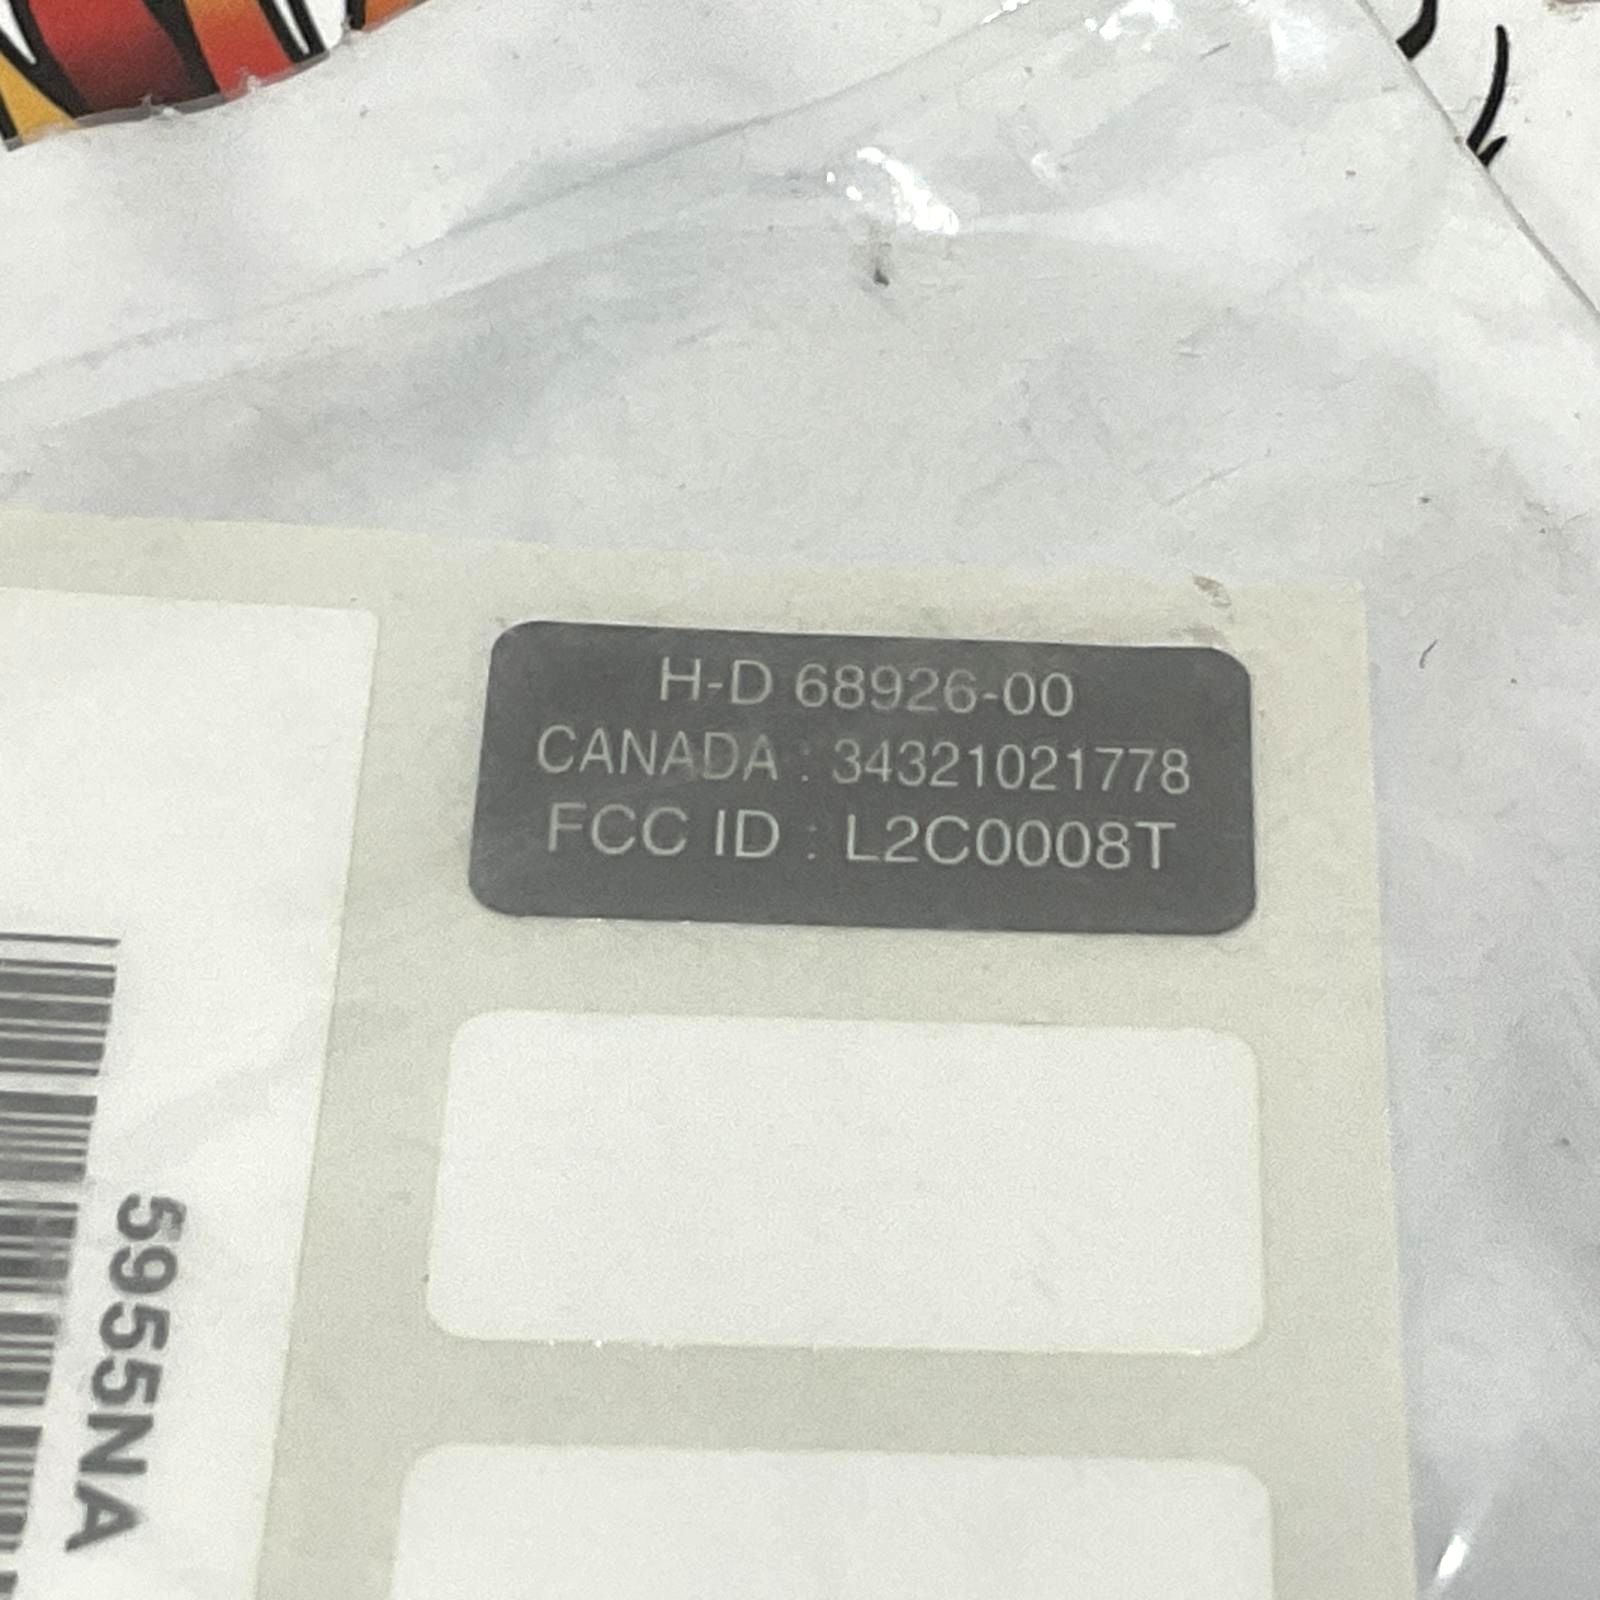 H-D 68926-00
CANADA : 34321021778
FCC ID : L2C0008T
5955NA